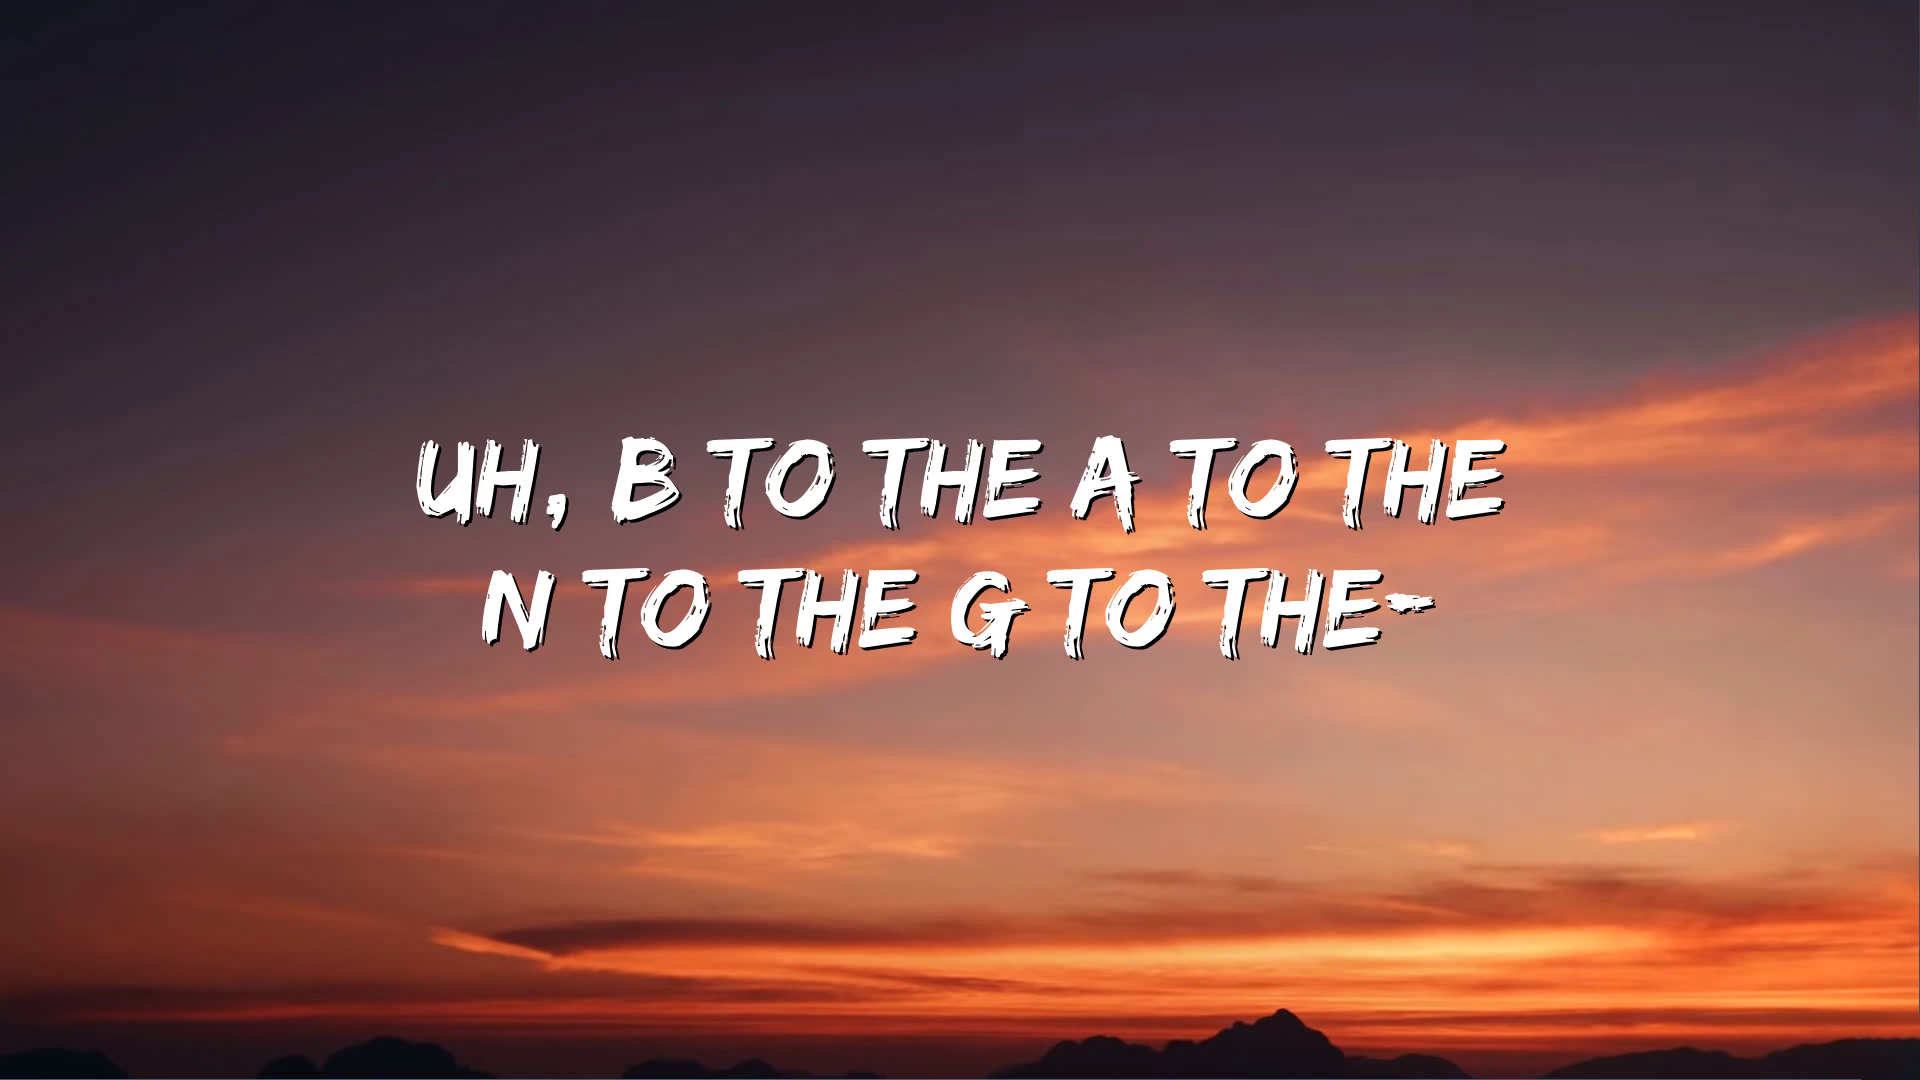 UH, B TO THE A TO THE
N TO THE G TO THE-